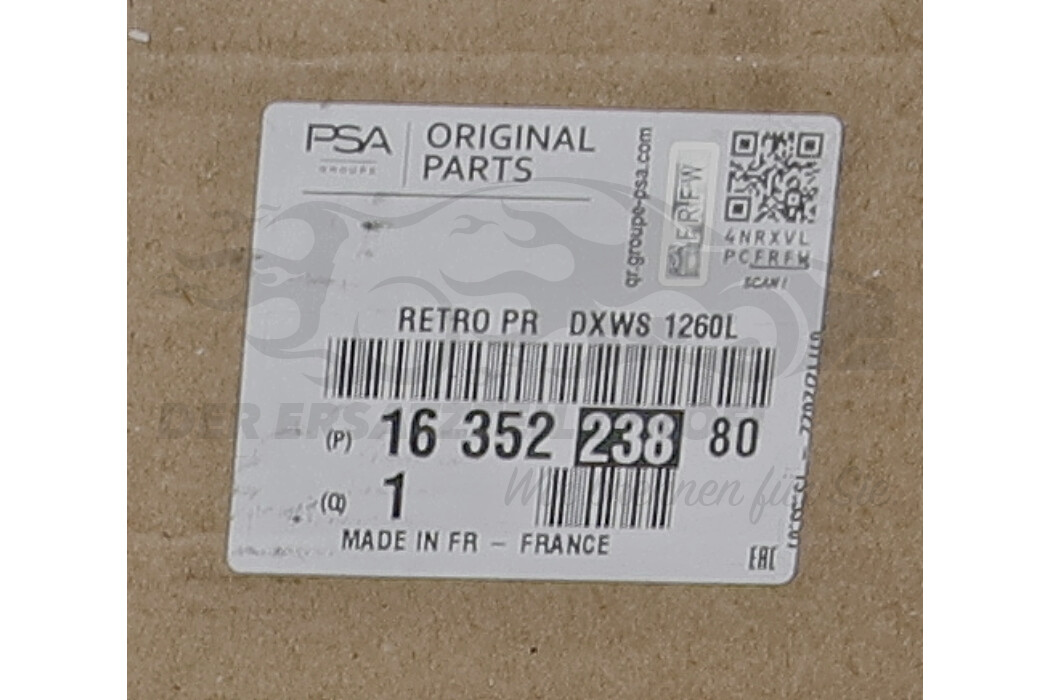 PSA
GROUPE
ORIGINAL
PARTS
qr.groupe-psa.com
FRFW
4NRXVL
PCFRFW
SCAN !
RETRO PR DXWS 1260L
(P) 16 352 238 80
(Q) 1
MADE IN FR - FRANCE
EAC